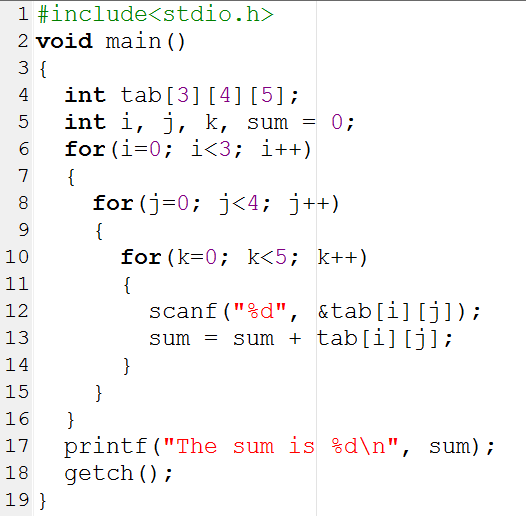 1 #include<stdio.h>
2 void main()
3 {
4   int tab[3][4][5];
5   int i, j, k, sum = 0;
6   for(i=0; i<3; i++)
7   {
8     for(j=0; j<4; j++)
9     {
10       for(k=0; k<5; k++)
11       {
12         scanf("%d", &tab[i][j]);
13         sum = sum + tab[i][j];
14       }
15     }
16   }
17   printf("The sum is %d\n", sum);
18   getch();
19 }